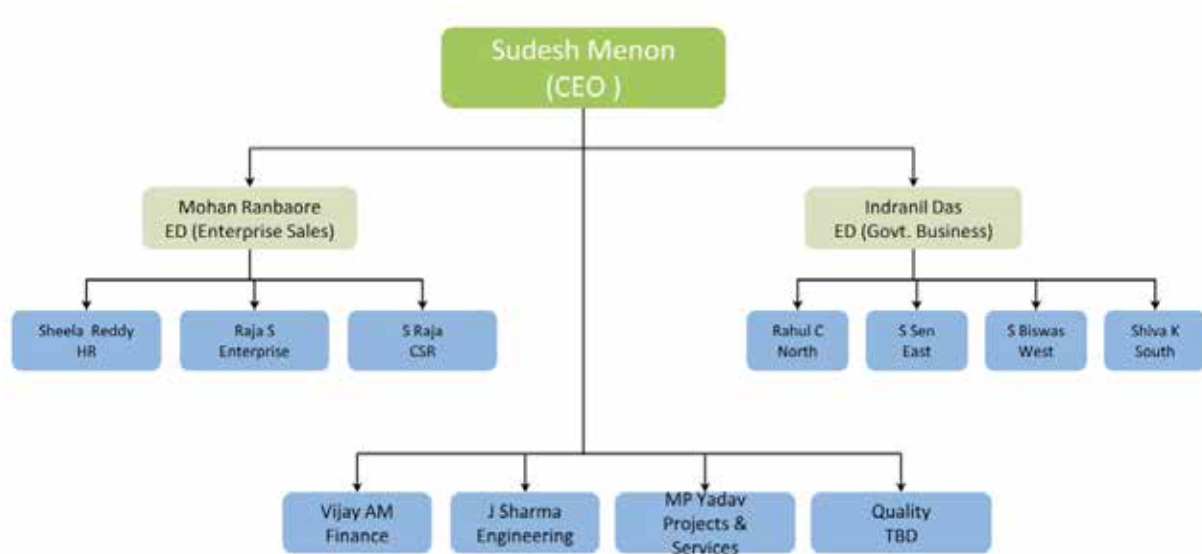 Sudesh Menon
(CEO )
Mohan Ranbaore
ED (Enterprise Sales)
Indranil Das
ED (Govt. Business)
Sheela Reddy
HR
Raja S
Enterprise
S Raja
CSR
Rahul C
North
S Sen
East
S Biswas
West
Shiva K
South
Vijay AM
Finance
J Sharma
Engineering
MP Yadav
Projects &
Services
Quality
TBD